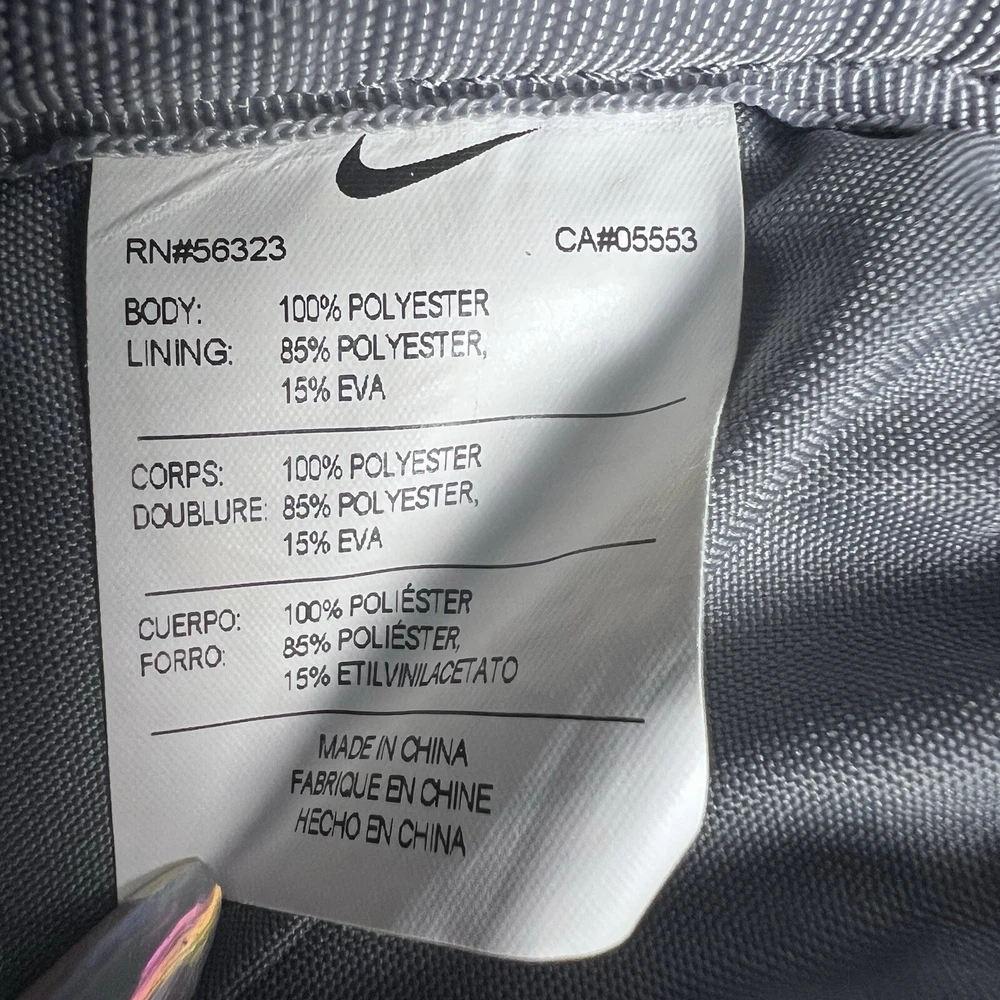 RN#56323 CA#05553
BODY: 100% POLYESTER
LINING: 85% POLYESTER,
15% EVA
CORPS: 100% POLYESTER
DOUBLURE: 85% POLYESTER,
15% EVA
CUERPO: 100% POLIÉSTER
FORRO: 85% POLIÉSTER,
15% ETILVINILACETATO
MADE IN CHINA
FABRIQUE EN CHINE
HECHO EN CHINA